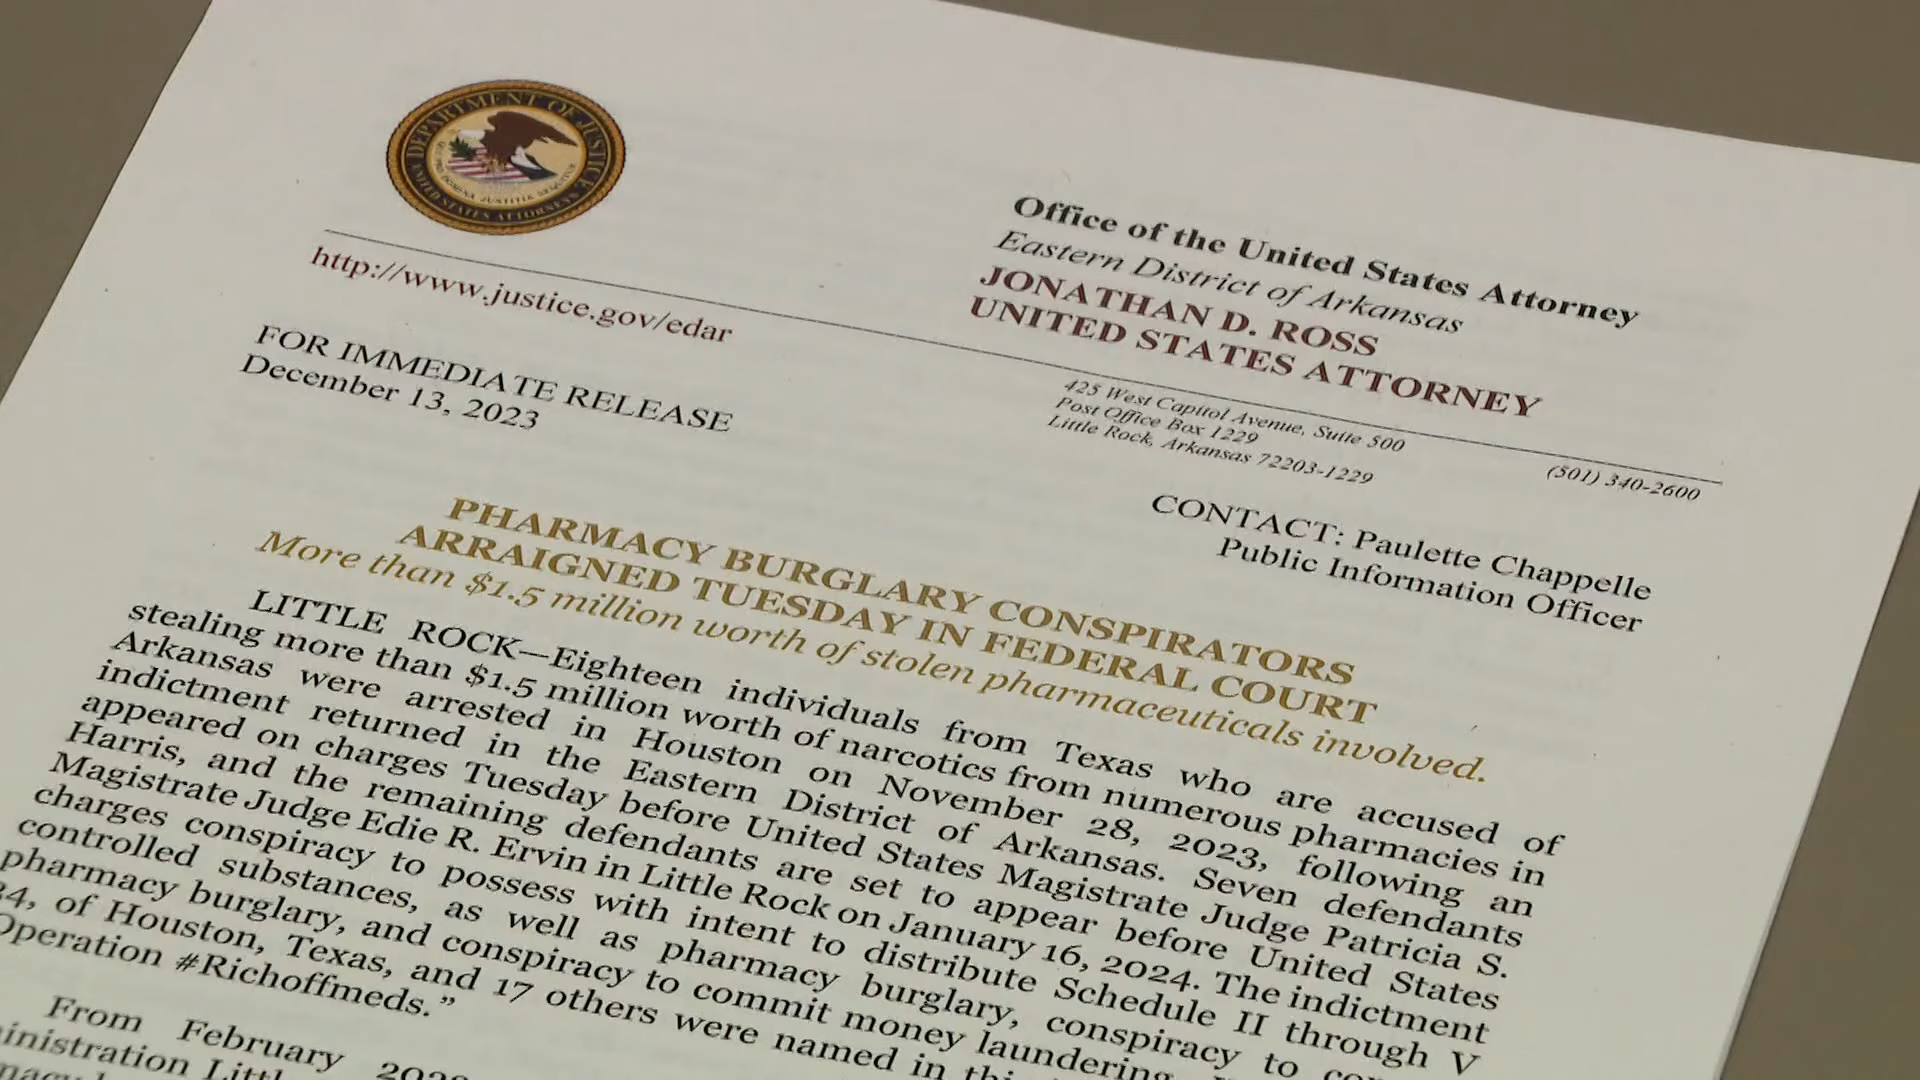 DEPARTMENT OF JUSTICE
UNITED STATES ATTORNEYS
http://www.justice.gov/edar
Office of the United States Attorney
Eastern District of Arkansas
JONATHAN D. ROSS
UNITED STATES ATTORNEY
425 West Capitol Avenue, Suite 500
Post Office Box 1229
Little Rock, Arkansas 72203-1229
(501) 340-2600
FOR IMMEDIATE RELEASE
December 13, 2023
CONTACT: Paulette Chappelle
Public Information Officer
PHARMACY BURGLARY CONSPIRATORS
ARRAIGNED TUESDAY IN FEDERAL COURT
More than $1.5 million worth of stolen pharmaceuticals involved.
LITTLE ROCK—Eighteen individuals from Texas who are accused of
stealing more than $1.5 million worth of narcotics from numerous pharmacies in
Arkansas were arrested in Houston on November 28, 2023, following an
indictment returned in the Eastern District of Arkansas. Seven defendants
appeared on charges Tuesday before United States Magistrate Judge Patricia S.
Harris, and the remaining defendants are set to appear before United States
Magistrate Judge Edie R. Ervin in Little Rock on January 16, 2024. The indictment
charges conspiracy to possess with intent to distribute Schedule II through V
controlled substances, as well as pharmacy burglary, conspiracy to
pharmacy burglary, and conspiracy to commit money laundering.
34, of Houston, Texas, and 17 others were named in
Operation #Richoffmeds.”
From February